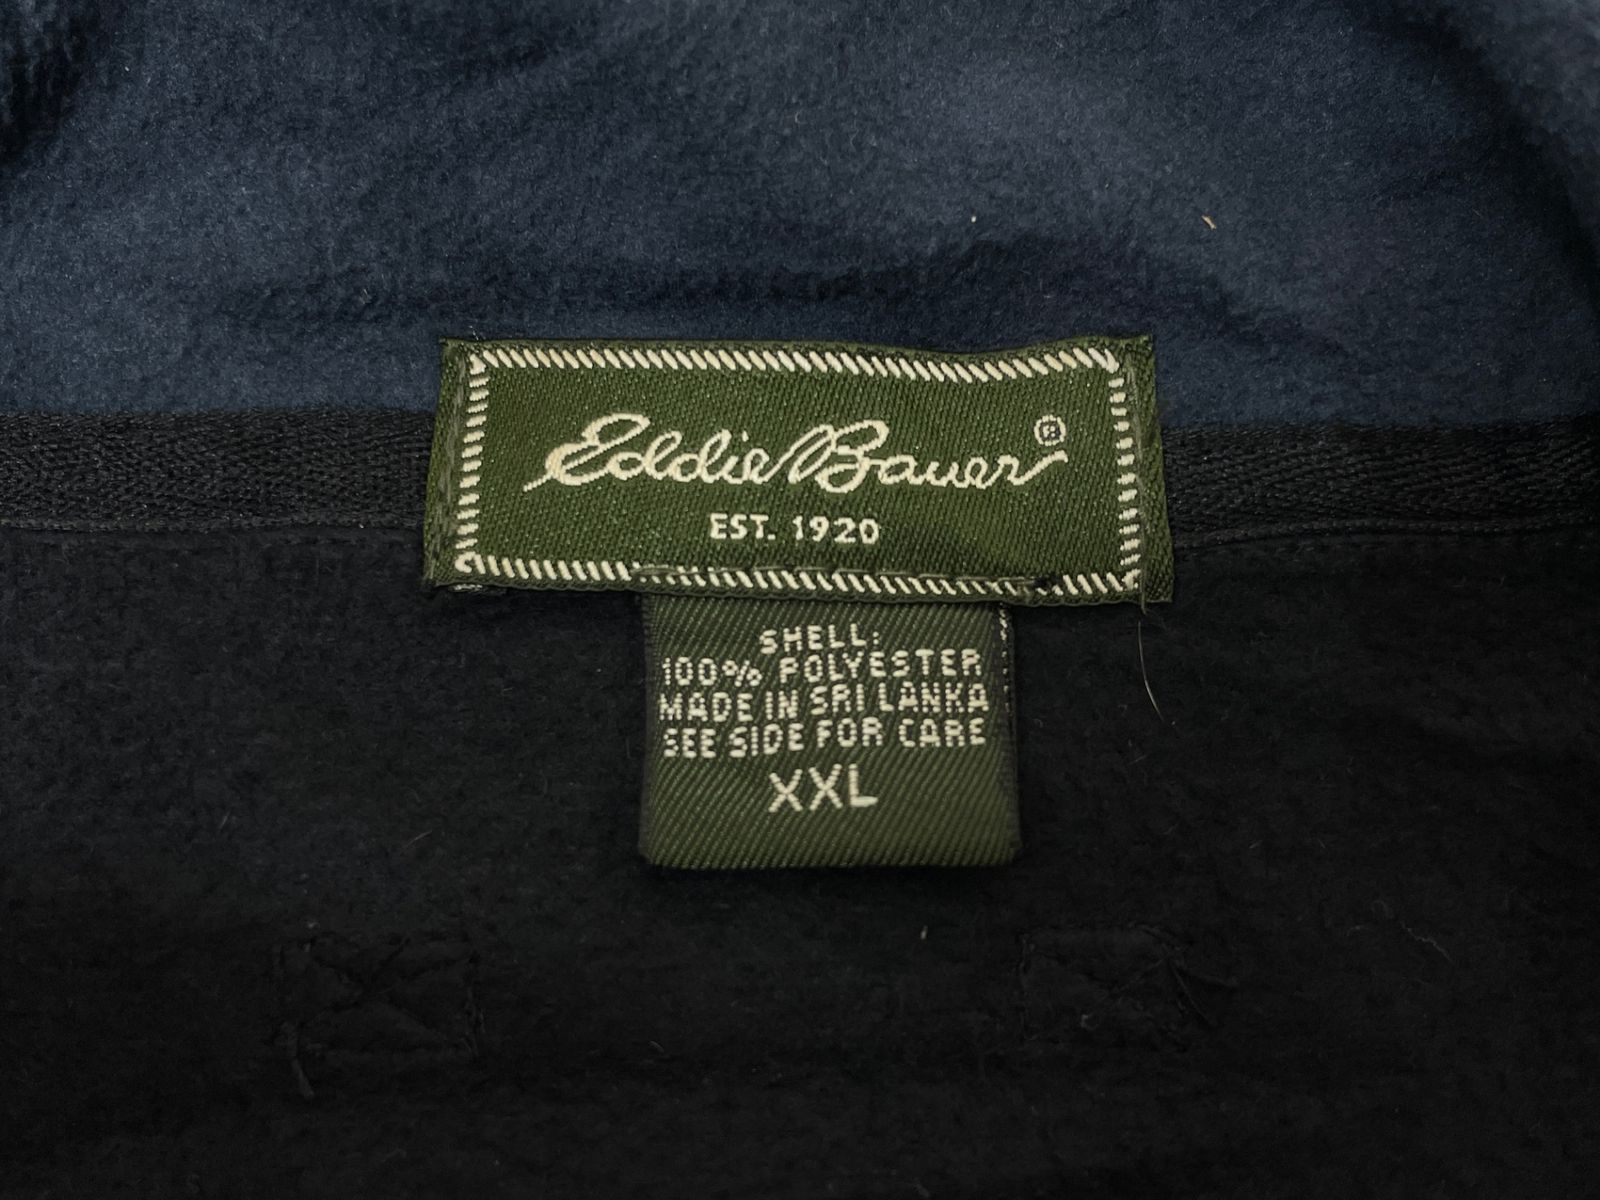 Eddie Bauer®
EST. 1920
SHELL:
100% POLYESTER
MADE IN SRI LANKA
SEE SIDE FOR CARE
XXL